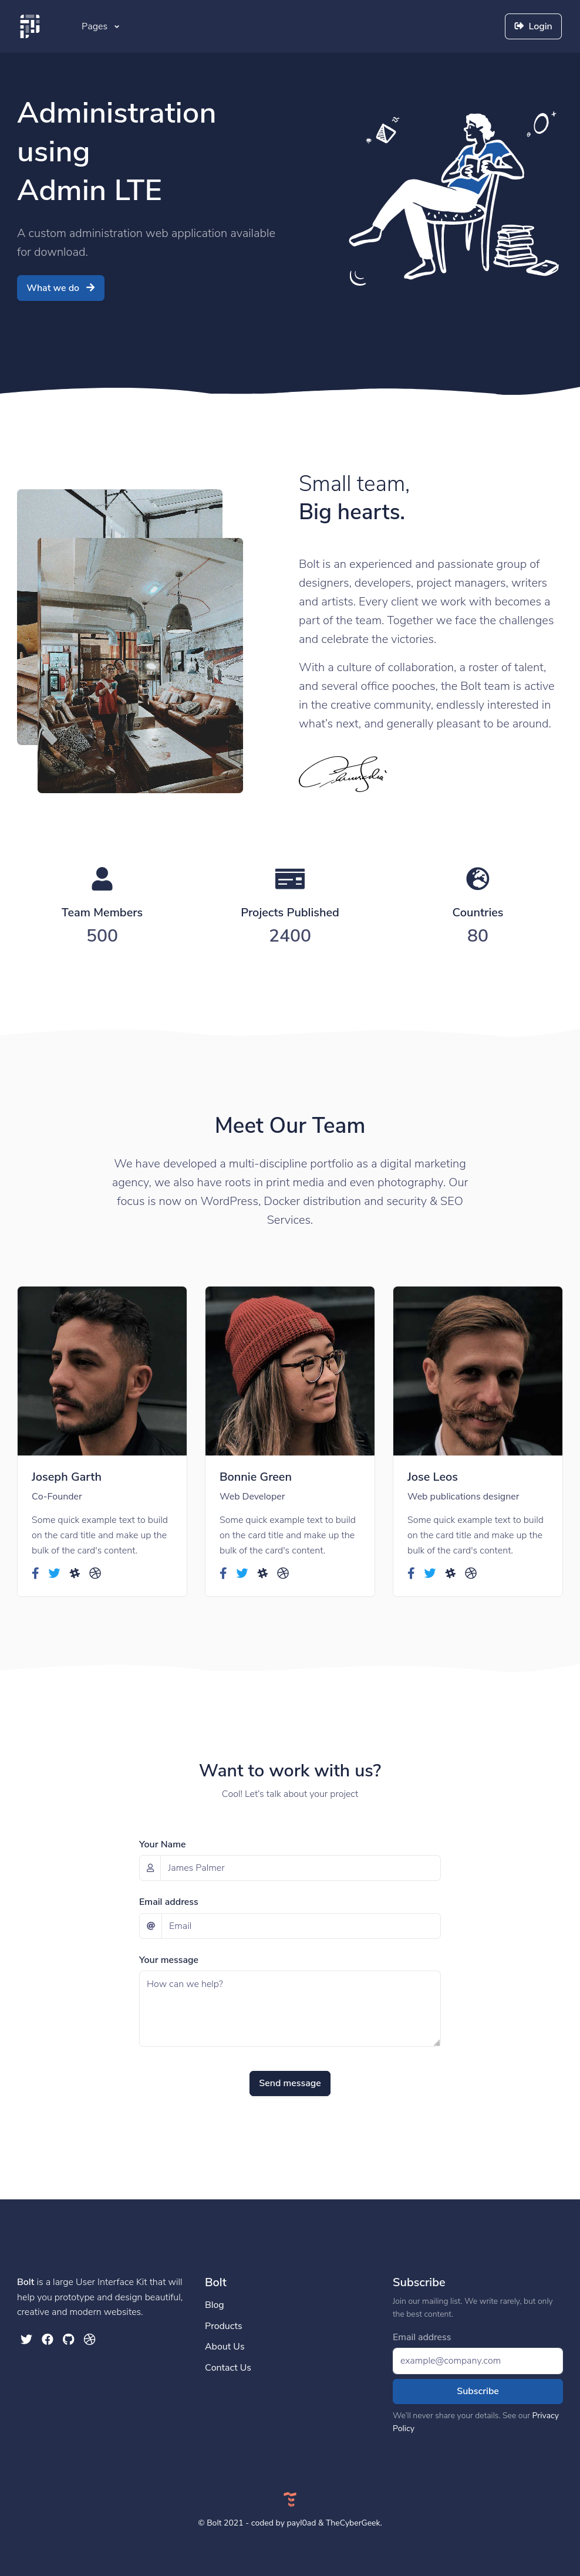 Pages
Login
Administration
using
Admin LTE
A custom administration web application available
for download.
What we do
Small team,
Big hearts.
Bolt is an experienced and passionate group of
designers, developers, project managers, writers
and artists. Every client we work with becomes a
part of the team. Together we face the challenges
and celebrate the victories.
With a culture of collaboration, a roster of talent,
and several office pooches, the Bolt team is active
in the creative community, endlessly interested in
what's next, and generally pleasant to be around.
Team Members
500
Projects Published
2400
Countries
80
Meet Our Team
We have developed a multi-discipline portfolio as a digital marketing
agency, we also have roots in print media and even photography. Our
focus is now on WordPress, Docker distribution and security & SEO
Services.
Joseph Garth
Co-Founder
Some quick example text to build
on the card title and make up the
bulk of the card's content.
Bonnie Green
Web Developer
Some quick example text to build
on the card title and make up the
bulk of the card's content.
Jose Leos
Web publications designer
Some quick example text to build
on the card title and make up the
bulk of the card's content.
Want to work with us?
Cool! Let's talk about your project
Your Name
James Palmer
Email address
@ Email
Your message
How can we help?
Send message
Bolt is a large User Interface Kit that will
help you prototype and design beautiful,
creative and modern websites.
Bolt
Blog
Products
About Us
Contact Us
Subscribe
Join our mailing list. We write rarely, but only
the best content.
Email address
example@company.com
Subscribe
We'll never share your details. See our Privacy
Policy
© Bolt 2021 - coded by payl0ad & TheCyberGeek.